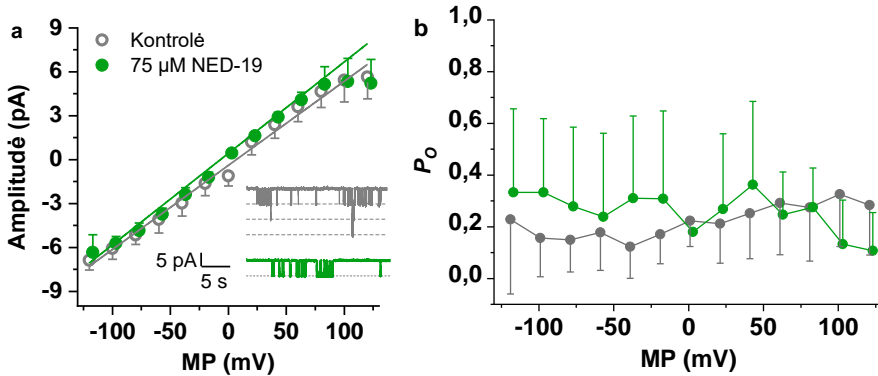 a
Kontrolė
75 µM NED-19
Amplitudė (pA)
9
6
3
0
-3
-6
-9
5 pA
5 s
-100
-50
0
50
100
MP (mV)
b
P_O
1,0
0,8
0,6
0,4
0,2
0,0
-100
-50
0
50
100
MP (mV)